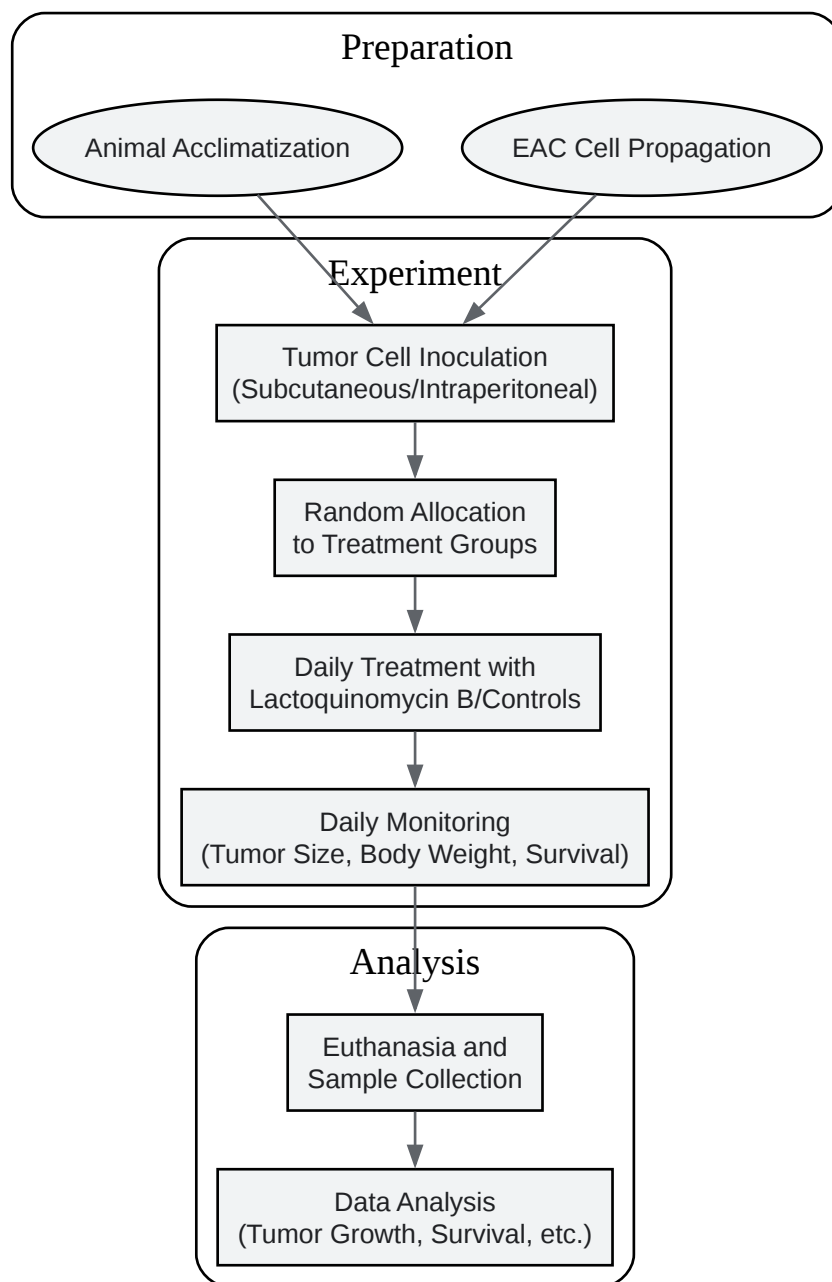 Preparation
Animal Acclimatization
EAC Cell Propagation
Experiment
Tumor Cell Inoculation
(Subcutaneous/Intraperitoneal)
Random Allocation
to Treatment Groups
Daily Treatment with
Lactoquinomycin B/Controls
Daily Monitoring
(Tumor Size, Body Weight, Survival)
Analysis
Euthanasia and
Sample Collection
Data Analysis
(Tumor Growth, Survival, etc.)